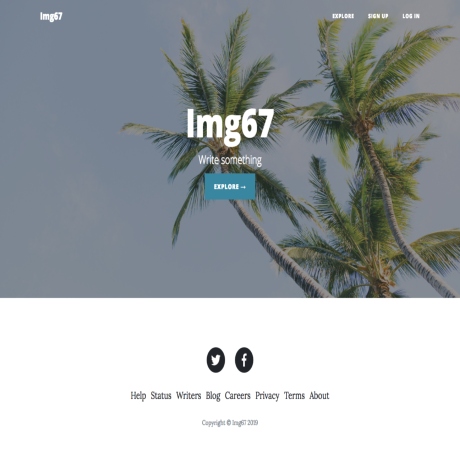 Img67
EXPLORE SIGN UP LOG IN
Img67
Write something
EXPLORE →
Help Status Writers Blog Careers Privacy Terms About
Copyright © Img67 2019